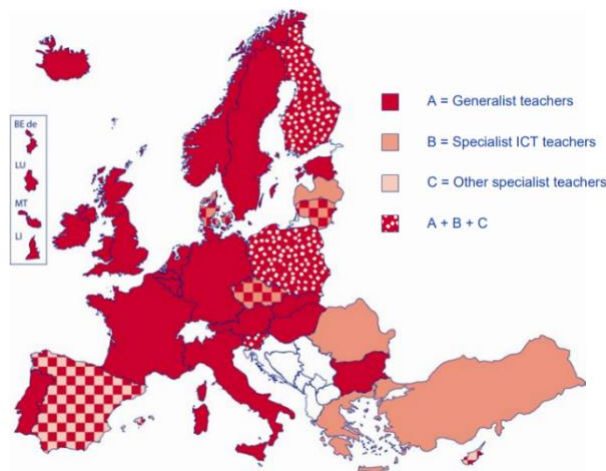 BE de
LU
MT
LI
A = Generalist teachers
B = Specialist ICT teachers
C = Other specialist teachers
A + B + C